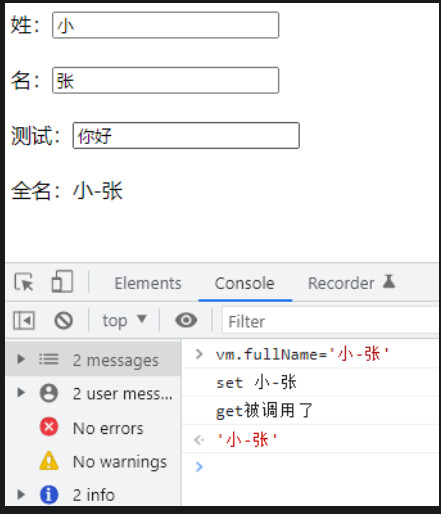 姓：小
名：张
测试：你好
全名：小-张
Elements Console Recorder
top Filter
2 messages
2 user mess...
No errors
No warnings
2 info
vm.fullName='小-张'
set 小-张
get被调用了
'小-张'